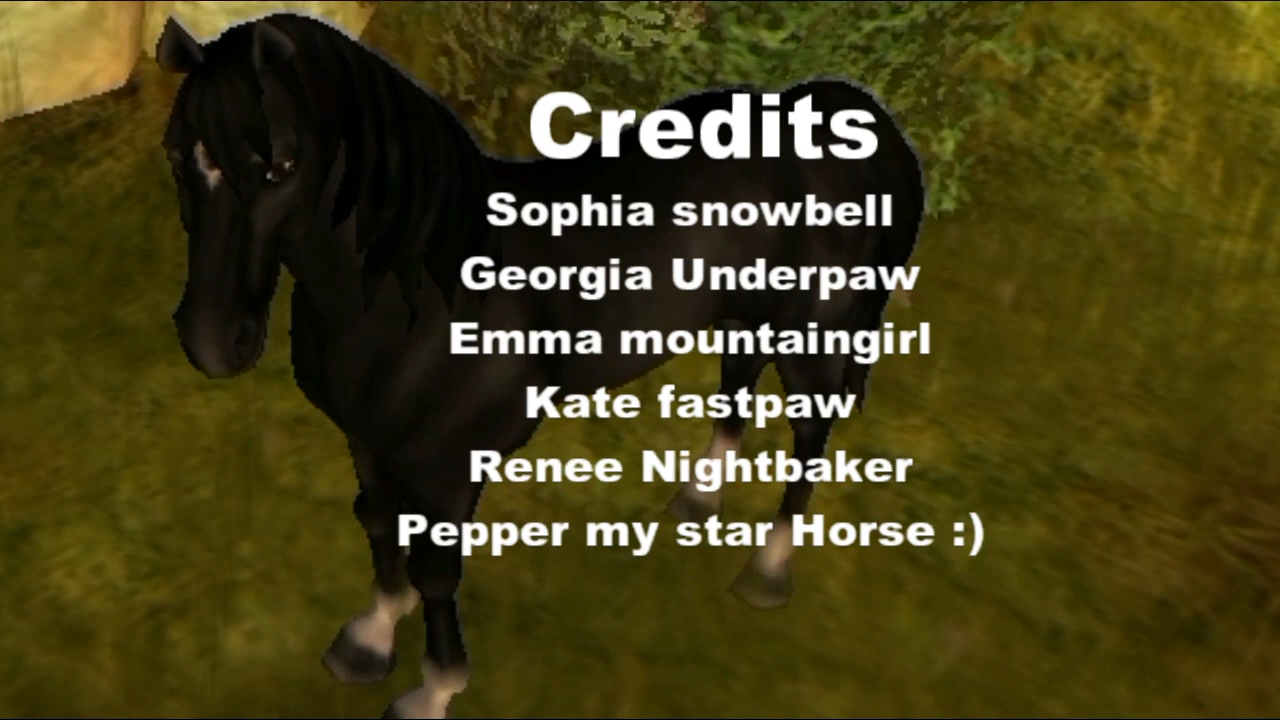 Credits
Sophia snowbell
Georgia Underpaw
Emma mountaingirl
Kate fastpaw
Renee Nightbaker
Pepper my star Horse :)